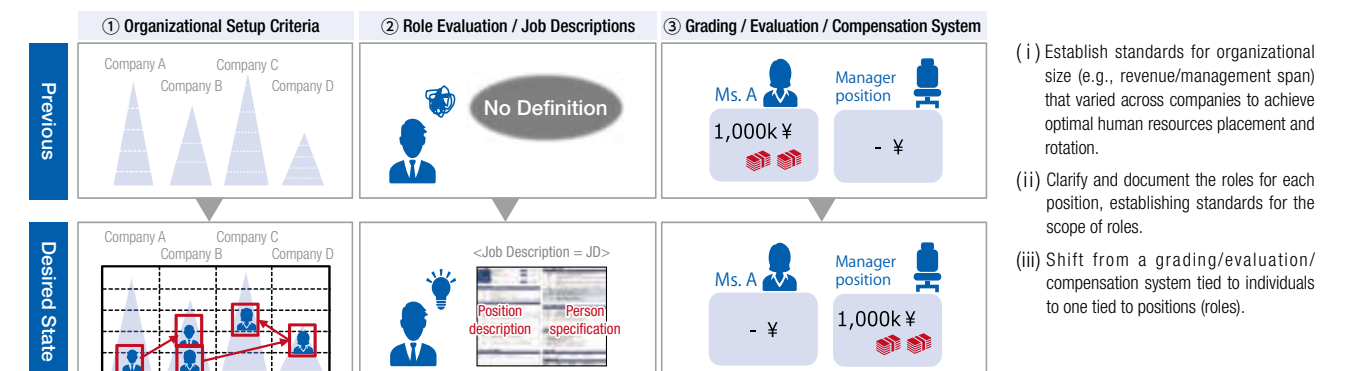 ① Organizational Setup Criteria
② Role Evaluation / Job Descriptions
③ Grading / Evaluation / Compensation System
Previous
Company A
Company B
Company C
Company D
No Definition
Ms. A
Manager
position
1,000k ¥
- ¥
Desired State
Company A
Company B
Company C
Company D
<Job Description = JD>
Position
description
Person
specification
Ms. A
Manager
position
- ¥
1,000k ¥
(i) Establish standards for organizational
size (e.g., revenue/management span)
that varied across companies to achieve
optimal human resources placement and
rotation.
(ii) Clarify and document the roles for each
position, establishing standards for the
scope of roles.
(iii) Shift from a grading/evaluation/
compensation system tied to individuals
to one tied to positions (roles).